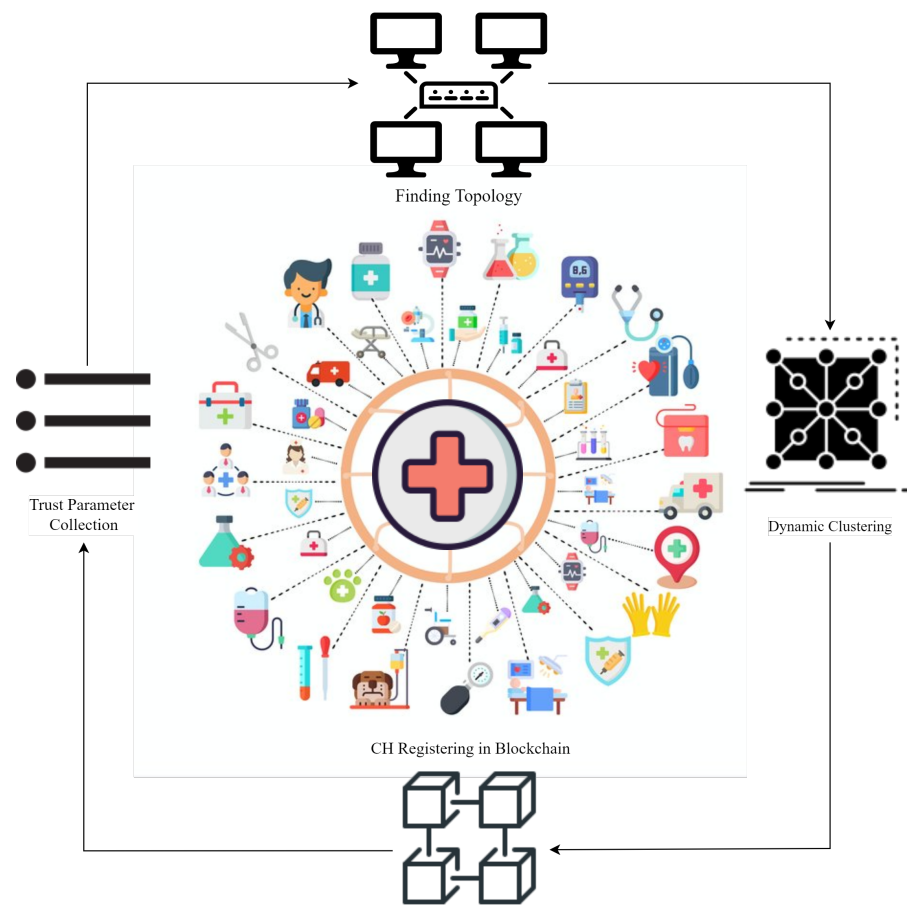 Finding Topology
8,6
Trust Parameter
Collection
Dynamic Clustering
CH Registering in Blockchain